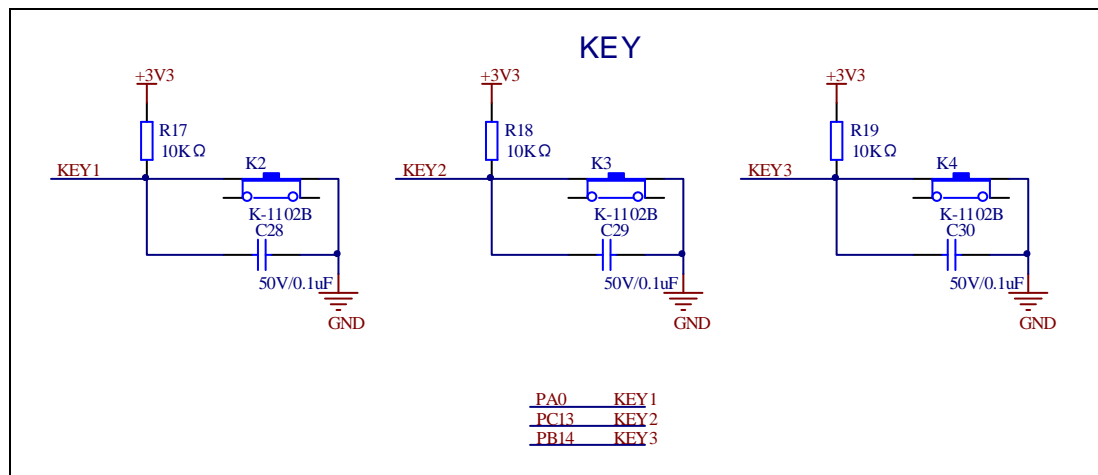 KEY
+3V3
R17
10KΩ
KEY1
K2
K-1102B
C28
50V/0.1uF
GND
+3V3
R18
10KΩ
KEY2
K3
K-1102B
C29
50V/0.1uF
GND
+3V3
R19
10KΩ
KEY3
K4
K-1102B
C30
50V/0.1uF
GND
PA0 KEY1
PC13 KEY2
PB14 KEY3